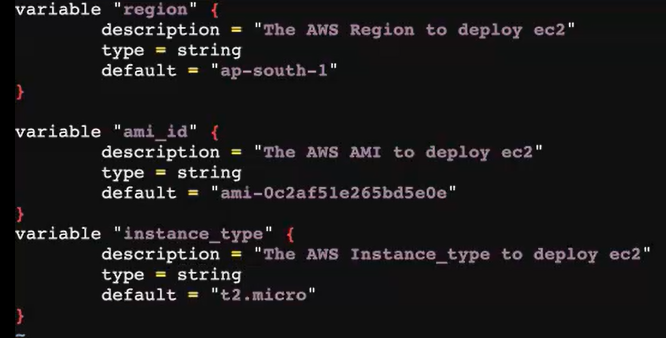 variable "region" {
description = "The AWS Region to deploy ec2"
type = string
default = "ap-south-1"
}
variable "ami_id" {
description = "The AWS AMI to deploy ec2"
type = string
default = "ami-0c2af51e265bd5e0e"
}
variable "instance_type" {
description = "The AWS Instance_type to deploy ec2"
type = string
default = "t2.micro"
}
~